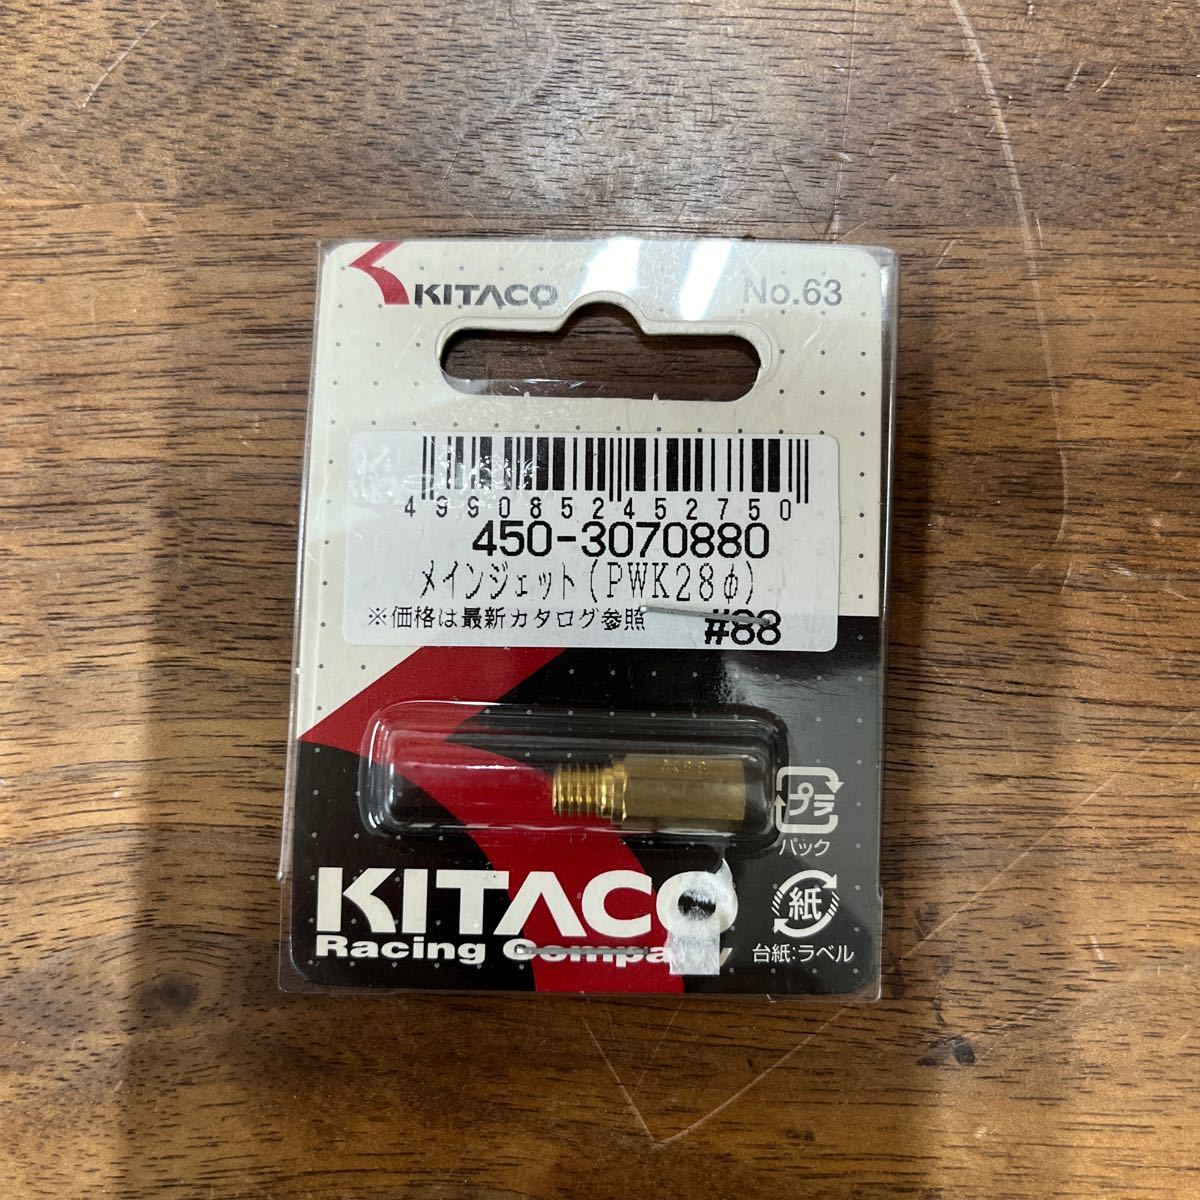 KITACO
No.63
4990852452750
450-3070880
メインジェット(PWK28φ)
※価格は最新カタログ参照 #88
プラ
パック
KITACO
Racing Company
紙
台紙:ラベル